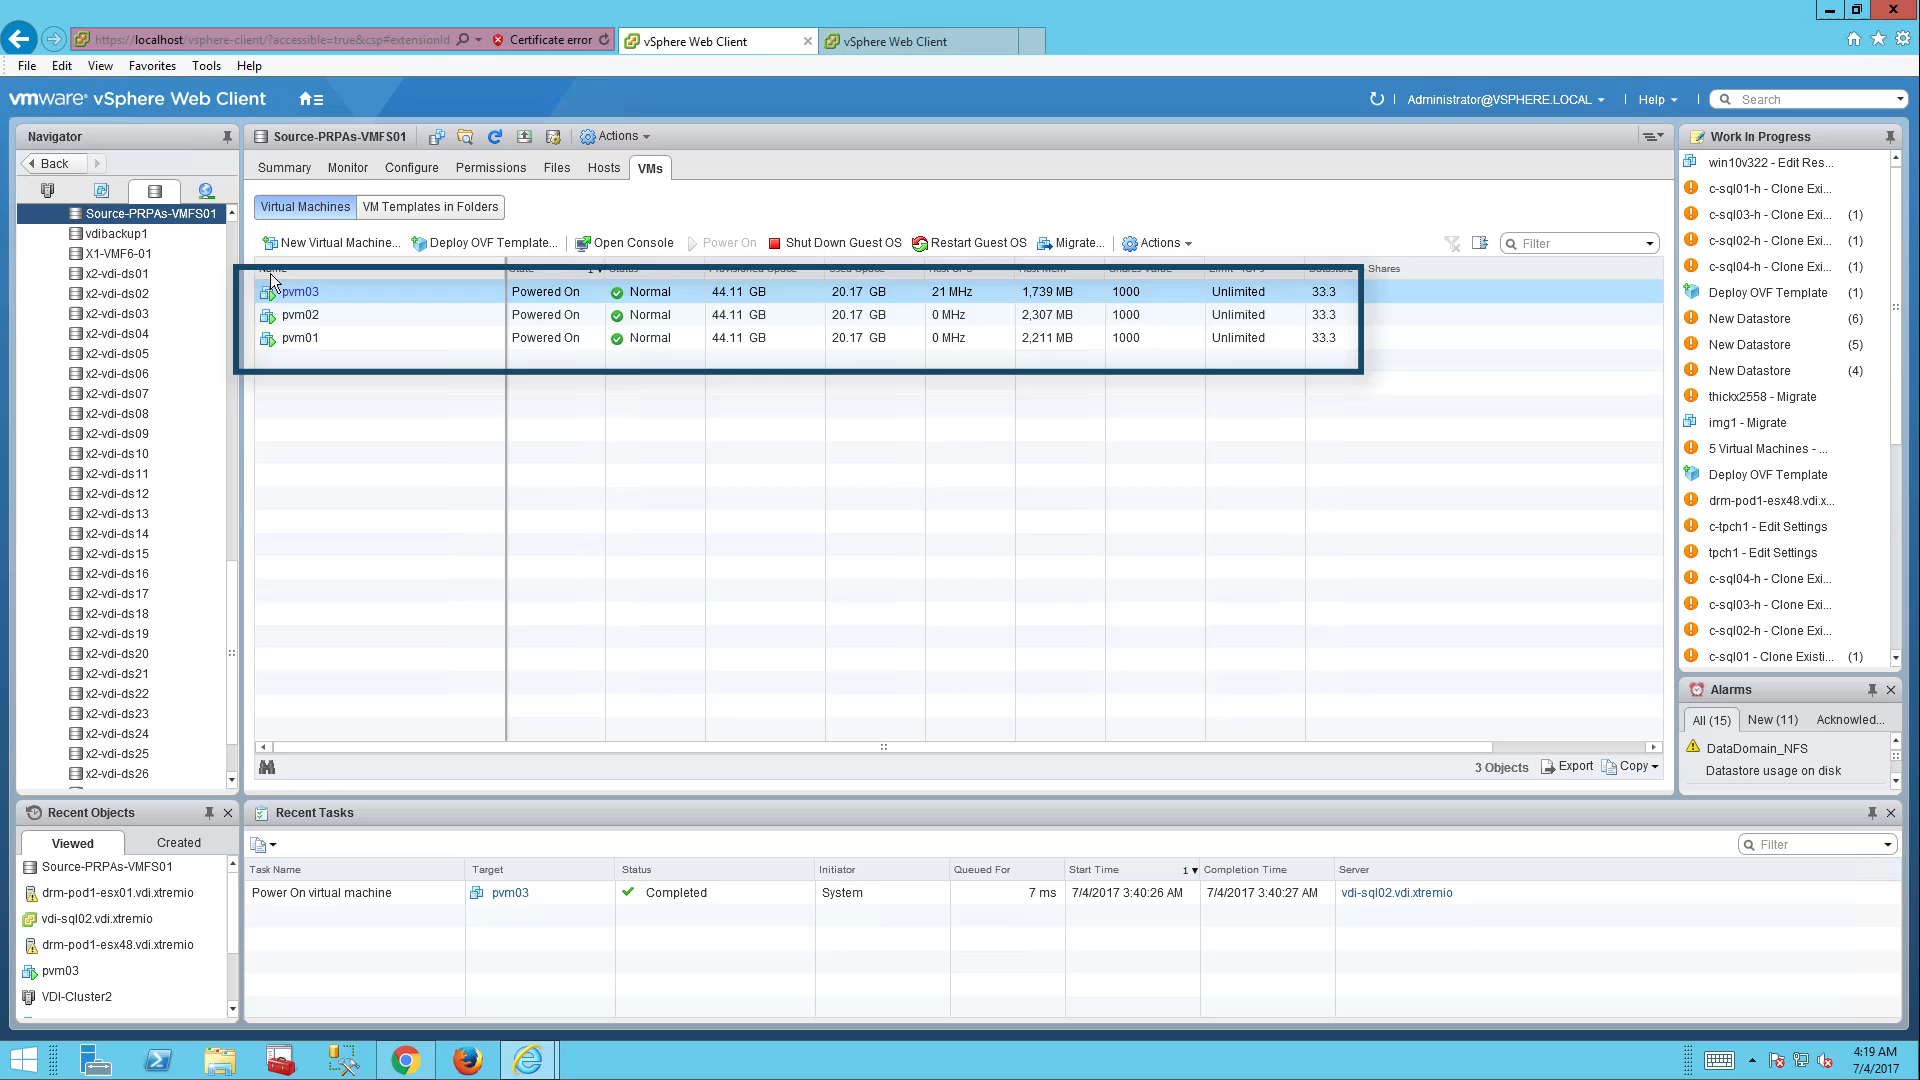 https://localhost/vsphere-client/?accessible=true&csp#extensionId
Certificate error
vSphere Web Client
vSphere Web Client
File Edit View Favorites Tools Help
vmware® vSphere Web Client
Administrator@VSPHERE.LOCAL
Help
Search
Navigator
Back
Source-PRPAs-VMFS01
vdibackup1
X1-VMF6-01
x2-vdi-ds01
x2-vdi-ds02
x2-vdi-ds03
x2-vdi-ds04
x2-vdi-ds05
x2-vdi-ds06
x2-vdi-ds07
x2-vdi-ds08
x2-vdi-ds09
x2-vdi-ds10
x2-vdi-ds11
x2-vdi-ds12
x2-vdi-ds13
x2-vdi-ds14
x2-vdi-ds15
x2-vdi-ds16
x2-vdi-ds17
x2-vdi-ds18
x2-vdi-ds19
x2-vdi-ds20
x2-vdi-ds21
x2-vdi-ds22
x2-vdi-ds23
x2-vdi-ds24
x2-vdi-ds25
x2-vdi-ds26
Source-PRPAs-VMFS01
Actions
Summary Monitor Configure Permissions Files Hosts VMs
Virtual Machines VM Templates in Folders
New Virtual Machine... Deploy OVF Template... Open Console Power On Shut Down Guest OS Restart Guest OS Migrate... Actions
Filter
Name State 1 Status Provisioned Space Used Space Host CPU Host Mem Shares Value Limit - IOPs Datastore Shares
pvm03 Powered On Normal 44.11 GB 20.17 GB 21 MHz 1,739 MB 1000 Unlimited 33.3
pvm02 Powered On Normal 44.11 GB 20.17 GB 0 MHz 2,307 MB 1000 Unlimited 33.3
pvm01 Powered On Normal 44.11 GB 20.17 GB 0 MHz 2,211 MB 1000 Unlimited 33.3
3 Objects Export Copy
Work In Progress
win10v322 - Edit Res...
c-sql01-h - Clone Exi...
c-sql03-h - Clone Exi... (1)
c-sql02-h - Clone Exi... (1)
c-sql04-h - Clone Exi... (1)
Deploy OVF Template (1)
New Datastore (6)
New Datastore (5)
New Datastore (4)
thickx2558 - Migrate
img1 - Migrate
5 Virtual Machines - ...
Deploy OVF Template
drm-pod1-esx48.vdi.x...
c-tpch1 - Edit Settings
tpch1 - Edit Settings
c-sql04-h - Clone Exi...
c-sql03-h - Clone Exi...
c-sql02-h - Clone Exi...
c-sql01 - Clone Existi... (1)
Alarms
All (15) New (11) Acknowled...
DataDomain_NFS
Datastore usage on disk
Recent Objects
Viewed Created
Source-PRPAs-VMFS01
drm-pod1-esx01.vdi.xtremio
vdi-sql02.vdi.xtremio
drm-pod1-esx48.vdi.xtremio
pvm03
VDI-Cluster2
Recent Tasks
Filter
Task Name Target Status Initiator Queued For Start Time 1 Completion Time Server
Power On virtual machine pvm03 Completed System 7 ms 7/4/2017 3:40:26 AM 7/4/2017 3:40:27 AM vdi-sql02.vdi.xtremio
4:19 AM
7/4/2017